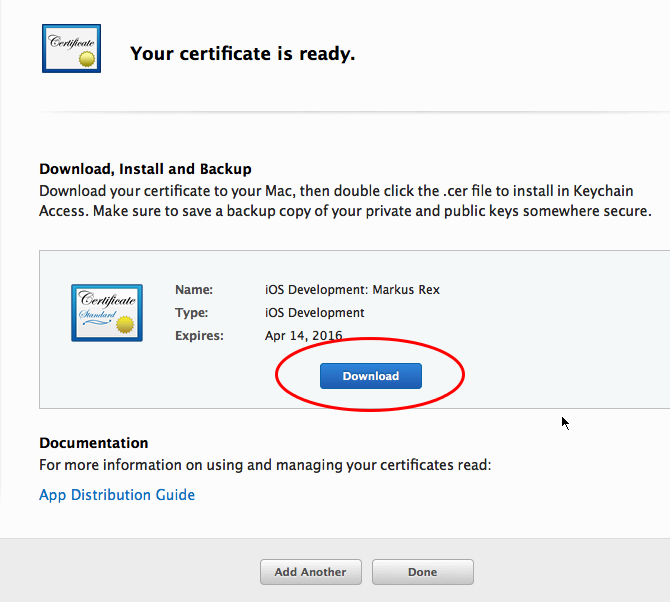 Certificate
Your certificate is ready.
Download, Install and Backup
Download your certificate to your Mac, then double click the .cer file to install in Keychain
Access. Make sure to save a backup copy of your private and public keys somewhere secure.
Certificate
Standard
Name: iOS Development: Markus Rex
Type: iOS Development
Expires: Apr 14, 2016
Download
Documentation
For more information on using and managing your certificates read:
App Distribution Guide
Add Another Done